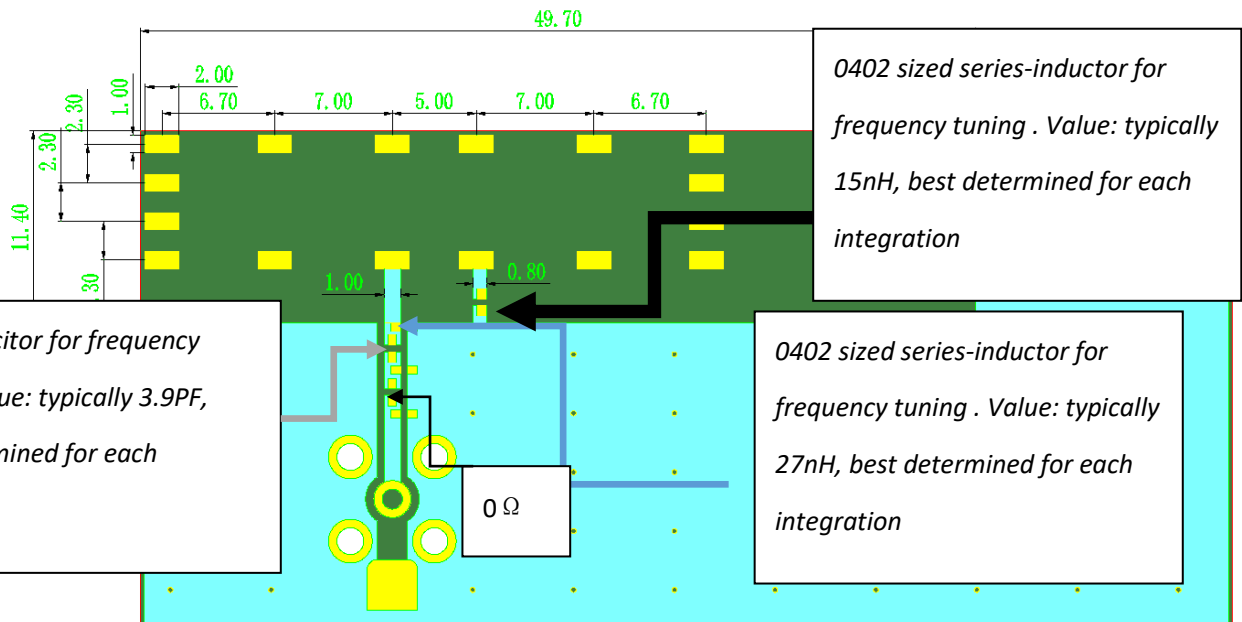 49.70
2.00
6.70
7.00
5.00
7.00
6.70
1.00
2.30
2.30
11.40
.30
1.00
0.80
0402 sized series-inductor for
frequency tuning . Value: typically
15nH, best determined for each
integration
citor for frequency
ue: typically 3.9PF,
mined for each
0402 sized series-inductor for
frequency tuning . Value: typically
27nH, best determined for each
integration
0Ω